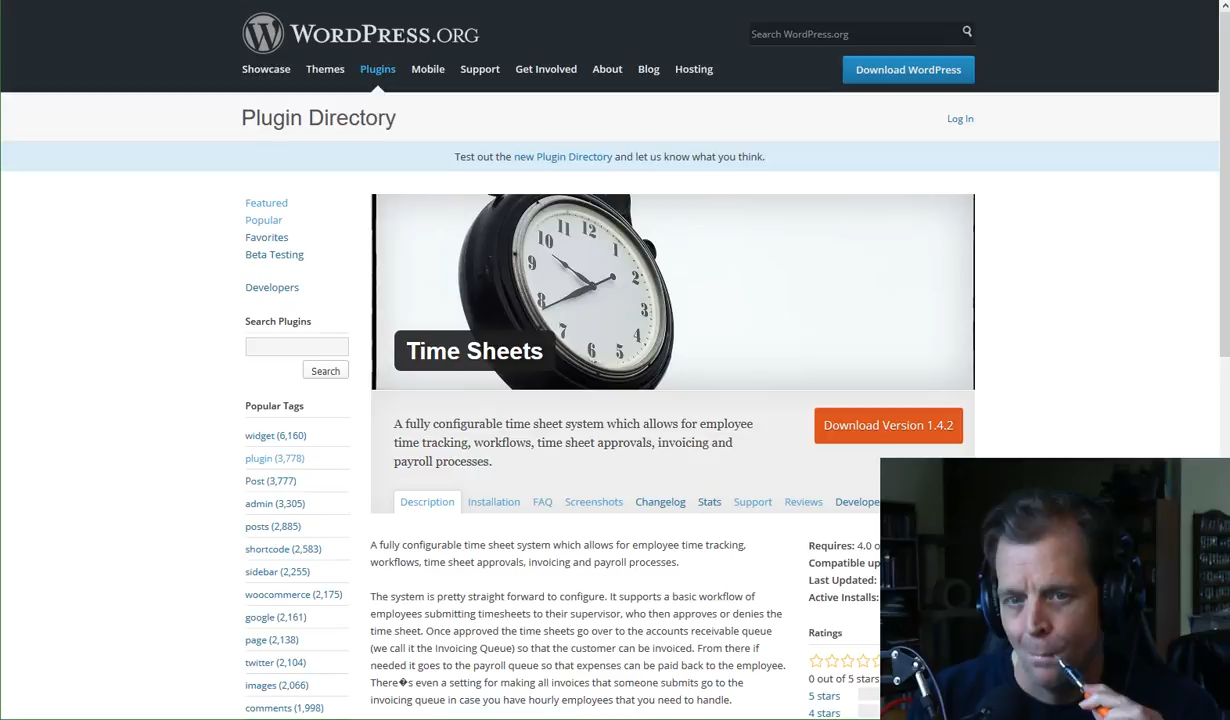 WORDPRESS.ORG
Search WordPress.org
Showcase Themes Plugins Mobile Support Get Involved About Blog Hosting
Download WordPress
Plugin Directory
Log In
Test out the new Plugin Directory and let us know what you think.
Featured
Popular
Favorites
Beta Testing
Developers
Search Plugins
Search
Popular Tags
widget (6,160)
plugin (3,778)
Post (3,777)
admin (3,305)
posts (2,885)
shortcode (2,583)
sidebar (2,255)
woocommerce (2,175)
google (2,161)
page (2,138)
twitter (2,104)
images (2,066)
comments (1,998)
11 12 1
10 2
9 3
8 4
7 6 5
Time Sheets
A fully configurable time sheet system which allows for employee
time tracking, workflows, time sheet approvals, invoicing and
payroll processes.
Download Version 1.4.2
Description Installation FAQ Screenshots Changelog Stats Support Reviews Develope
A fully configurable time sheet system which allows for employee time tracking,
workflows, time sheet approvals, invoicing and payroll processes.
The system is pretty straight forward to configure. It supports a basic workflow of
employees submitting timesheets to their supervisor, who then approves or denies the
time sheet. Once approved the time sheets go over to the accounts receivable queue
(we call it the Invoicing Queue) so that the customer can be invoiced. From there if
needed it goes to the payroll queue so that expenses can be paid back to the employee.
There�s even a setting for making all invoices that someone submits go to the
invoicing queue in case you have hourly employees that you need to handle.
Requires: 4.0 o
Compatible up
Last Updated:
Active Installs:
Ratings
0 out of 5 stars
5 stars
4 stars